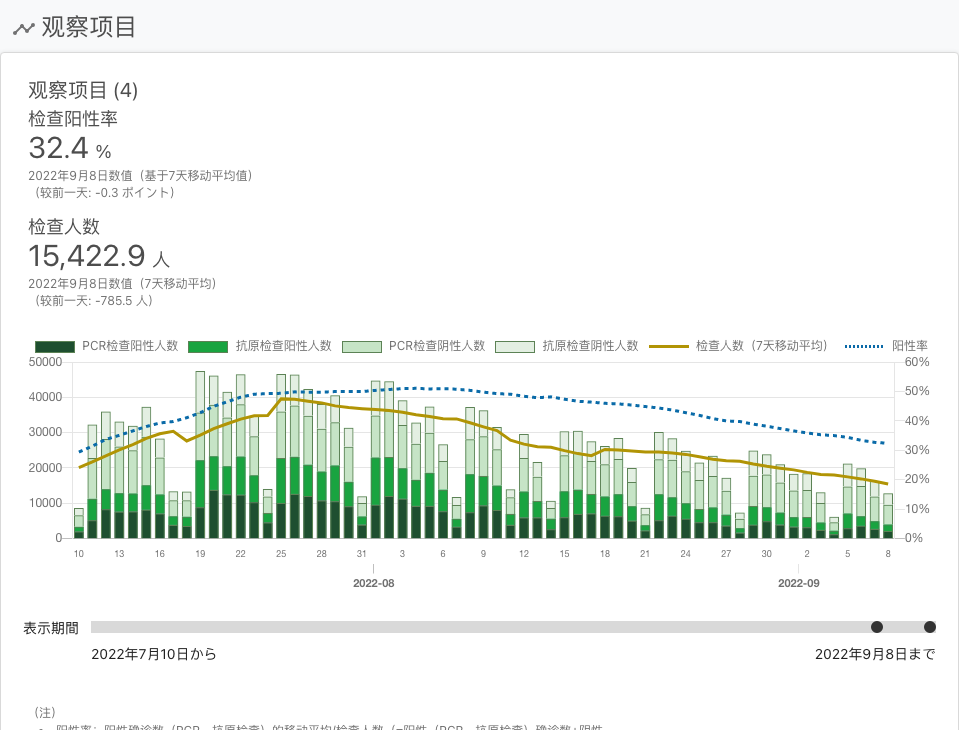 观察项目
观察项目 (4)
检查阳性率
32.4 %
2022年9月8日数值（基于7天移动平均值）
（较前一天: -0.3 ポイント）
检查人数
15,422.9 人
2022年9月8日数值（7天移动平均）
（较前一天: -785.5 人）
PCR检查阳性人数 抗原检查阳性人数 PCR检查阴性人数 抗原检查阴性人数 检查人数（7天移动平均） 阳性率
50000 60%
40000 50%
40%
30000 30%
20000 20%
10000 10%
0 0%
10 13 16 19 22 25 28 31 3 6 9 12 15 18 21 24 27 30 2 5 8
2022-08 2022-09
表示期間
2022年7月10日から 2022年9月8日まで
（注）